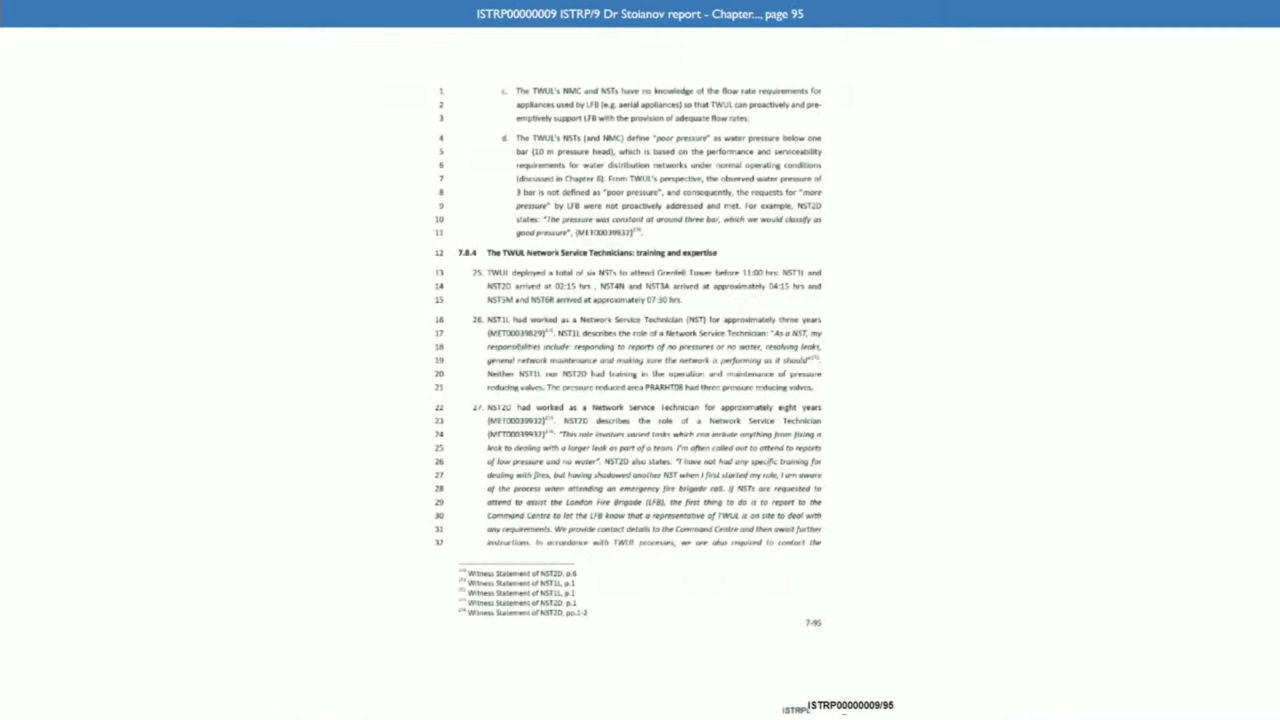 ISTRP00000009 ISTRP/9 Dr Stoianov report - Chapter..., page 95
1 c. The TWUL's NMC and NSTs have no knowledge of the flow rate requirements for
2 appliances used by LFB (e.g. aerial appliances) so that TWUL can proactively and pre-
3 emptively support LFB with the provision of adequate flow rates.
4 d. The TWUL's NSTs (and NMC) define "poor pressure" as water pressure below one
5 bar (10 m pressure head), which is based on the performance and serviceability
6 requirements for water distribution networks under normal operating conditions
7 (discussed in Chapter 6). From TWUL's perspective, the observed water pressure of
8 3 bar is not defined as "poor pressure", and consequently, the requests for "more
9 pressure" by LFB were not proactively addressed and met. For example, NST2D
10 states: "The pressure was constant at around three bar, which we would classify as
11 good pressure", {MET00039932}
12 7.8.4 The TWUL Network Service Technicians: training and expertise
13 25. TWUL deployed a total of six NSTs to attend Grenfell Tower before 11:00 hrs: NST1L and
14 NST2D arrived at 02:15 hrs , NST4N and NST3A arrived at approximately 04:15 hrs and
15 NST5M and NST6R arrived at approximately 07:30 hrs.
16 26. NST1L had worked as a Network Service Technician (NST) for approximately three years
17 {MET00039829}. NST1L describes the role of a Network Service Technician: "As a NST, my
18 responsibilities include: responding to reports of no pressures or no water, resolving leaks,
19 general network maintenance and making sure the network is performing as it should"
20 Neither NST1L nor NST2D had training in the operation and maintenance of pressure
21 reducing valves. The pressure reduced area PBARHT08 had three pressure reducing valves.
22 27. NST2D had worked as a Network Service Technician for approximately eight years
23 {MET00039932}. NST2D describes the role of a Network Service Technician
24 {MET00039932}: "This role involves varied tasks which can include anything from fixing a
25 leak to dealing with a larger leak as part of a team. I'm often called out to attend to reports
26 of low pressure and no water". NST2D also states: "I have not had any specific training for
27 dealing with fires, but having shadowed another NST when I first started my role, I am aware
28 of the process when attending an emergency fire brigade call. If NSTs are requested to
29 attend to assist the London Fire Brigade (LFB), the first thing to do is to report to the
30 Command Centre to let the LFB know that a representative of TWUL is on site to deal with
31 any requirements. We provide contact details to the Command Centre and then await further
32 instructions. In accordance with TWUL processes, we are also required to contact the
Witness Statement of NST2D, p.6
Witness Statement of NST1L, p.1
Witness Statement of NST1L, p.1
Witness Statement of NST2D, p.1
Witness Statement of NST2D, pp.1-2
7-95
ISTRP ISTRP00000009/95